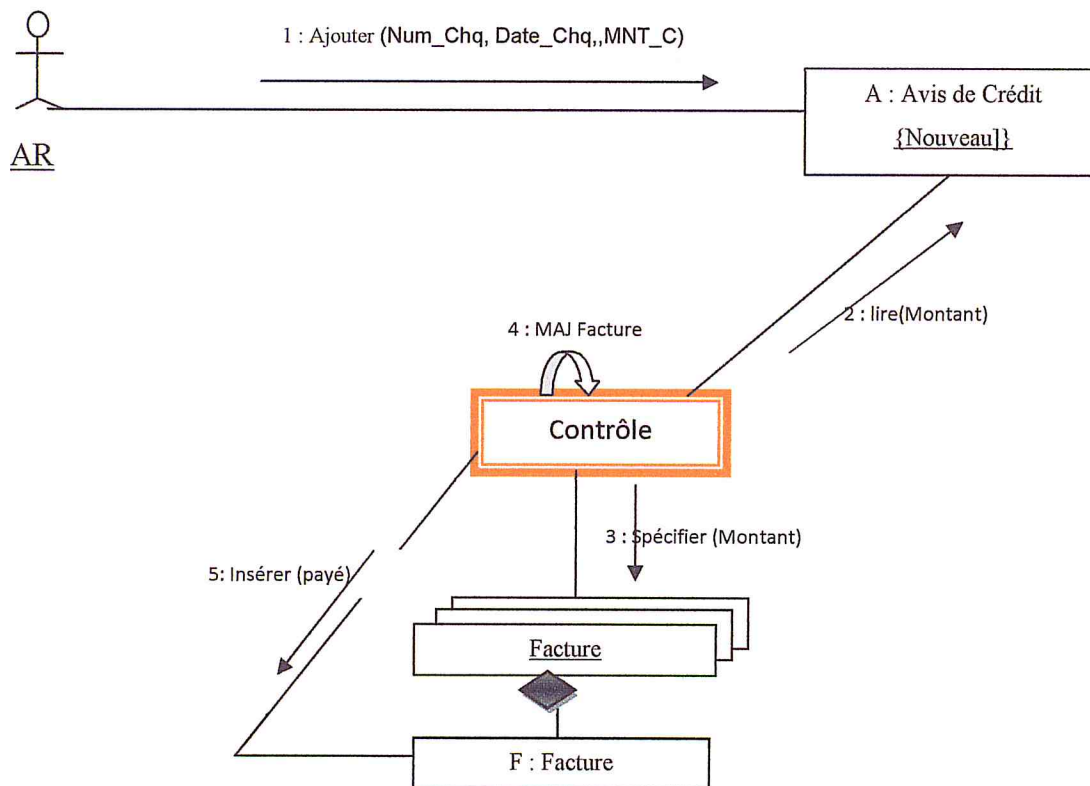 1 : Ajouter (Num_Chq, Date_Chq,,MNT_C)
A : Avis de Crédit
{Nouveau]}
AR
2 : lire(Montant)
4 : MAJ Facture
Contrôle
3 : Spécifier (Montant)
5: Insérer (payé)
Facture
F : Facture